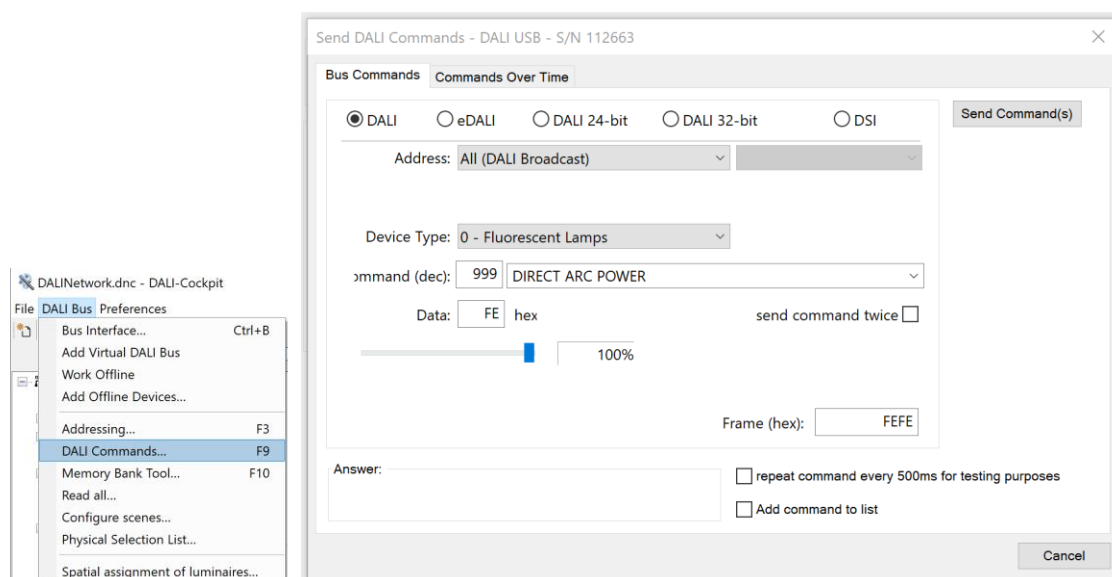 Send DALI Commands - DALI USB - S/N 112663
Bus Commands Commands Over Time
DALI eDALI DALI 24-bit DALI 32-bit DSI
Send Command(s)
Address: All (DALI Broadcast)
Device Type: 0 - Fluorescent Lamps
ommand (dec): 999 DIRECT ARC POWER
Data: FE hex send command twice
100%
Frame (hex): FEFE
Answer:
repeat command every 500ms for testing purposes
Add command to list
Cancel
DALINetwork.dnc - DALI-Cockpit
File DALI Bus Preferences
Bus Interface... Ctrl+B
Add Virtual DALI Bus
Work Offline
Add Offline Devices...
Addressing... F3
DALI Commands... F9
Memory Bank Tool... F10
Read all...
Configure scenes...
Physical Selection List...
Spatial assignment of luminaires...